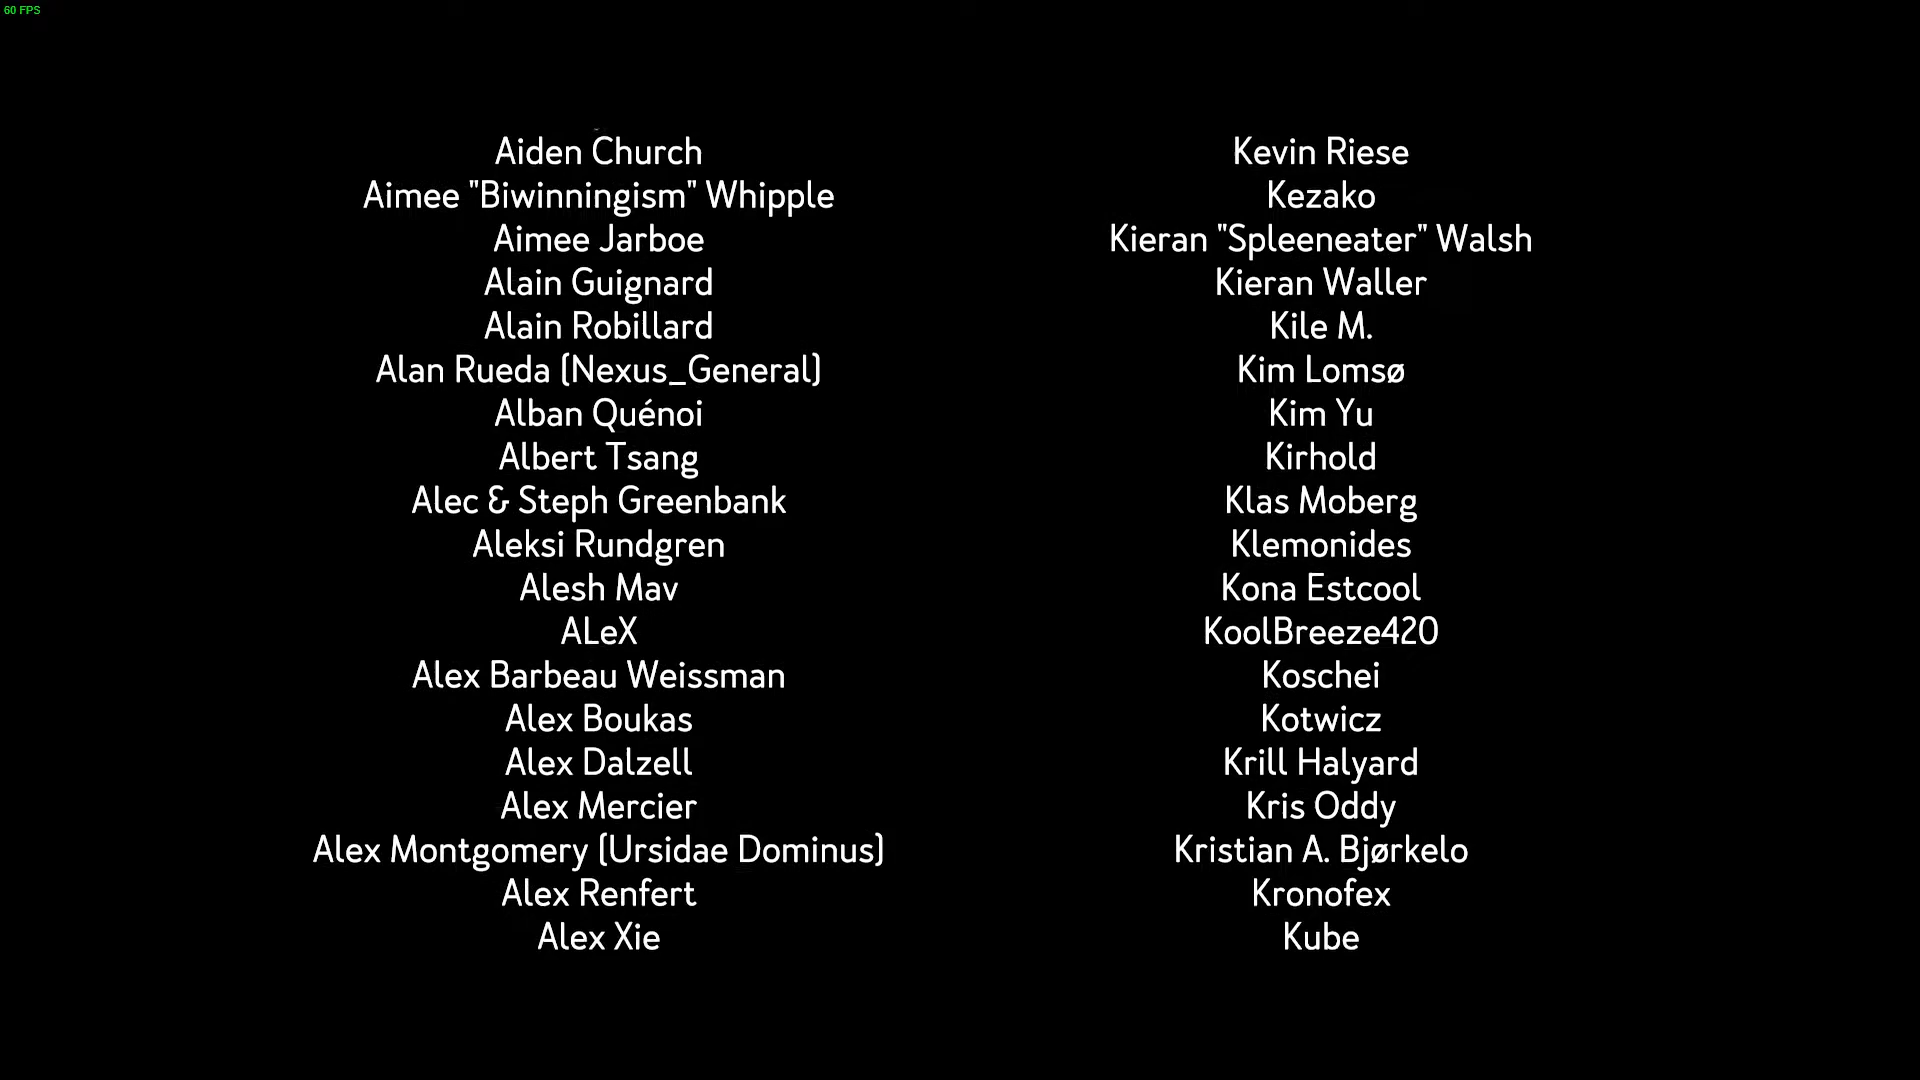 60 FPS
Aiden Church
Aimee "Biwinningism" Whipple
Aimee Jarboe
Alain Guignard
Alain Robillard
Alan Rueda (Nexus_General)
Alban Quénoi
Albert Tsang
Alec & Steph Greenbank
Aleksi Rundgren
Alesh Mav
ALeX
Alex Barbeau Weissman
Alex Boukas
Alex Dalzell
Alex Mercier
Alex Montgomery (Ursidae Dominus)
Alex Renfert
Alex Xie
Kevin Riese
Kezako
Kieran "Spleeneater" Walsh
Kieran Waller
Kile M.
Kim Lomsø
Kim Yu
Kirhold
Klas Moberg
Klemonides
Kona Estcool
KoolBreeze420
Koschei
Kotwicz
Krill Halyard
Kris Oddy
Kristian A. Bjørkelo
Kronofex
Kube